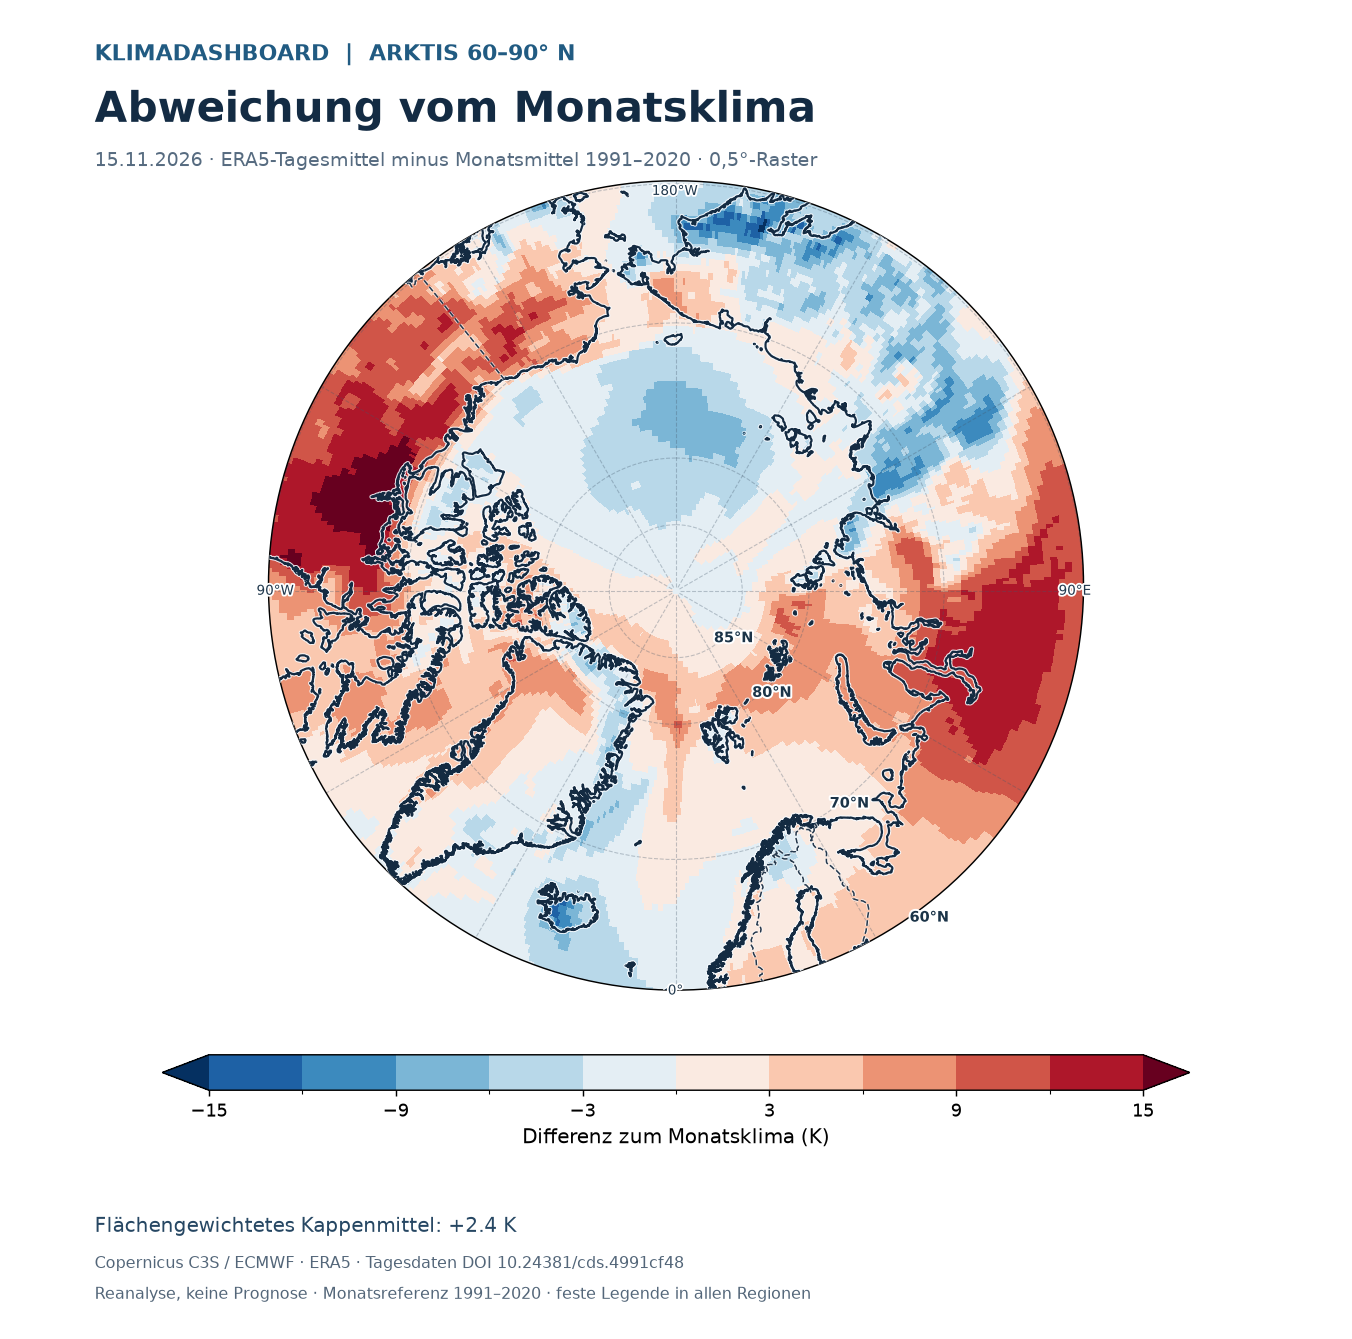 KLIMADASHBOARD | ARKTIS 60–90° N
Abweichung vom Monatsklima
15.11.2026 · ERA5-Tagesmittel minus Monatsmittel 1991–2020 · 0,5°-Raster
180°W
90°W
90°E
85°N
80°N
70°N
60°N
0°
−15 −9 −3 3 9 15
Differenz zum Monatsklima (K)
Flächengewichtetes Kappenmittel: +2.4 K
Copernicus C3S / ECMWF · ERA5 · Tagesdaten DOI 10.24381/cds.4991cf48
Reanalyse, keine Prognose · Monatsreferenz 1991–2020 · feste Legende in allen Regionen